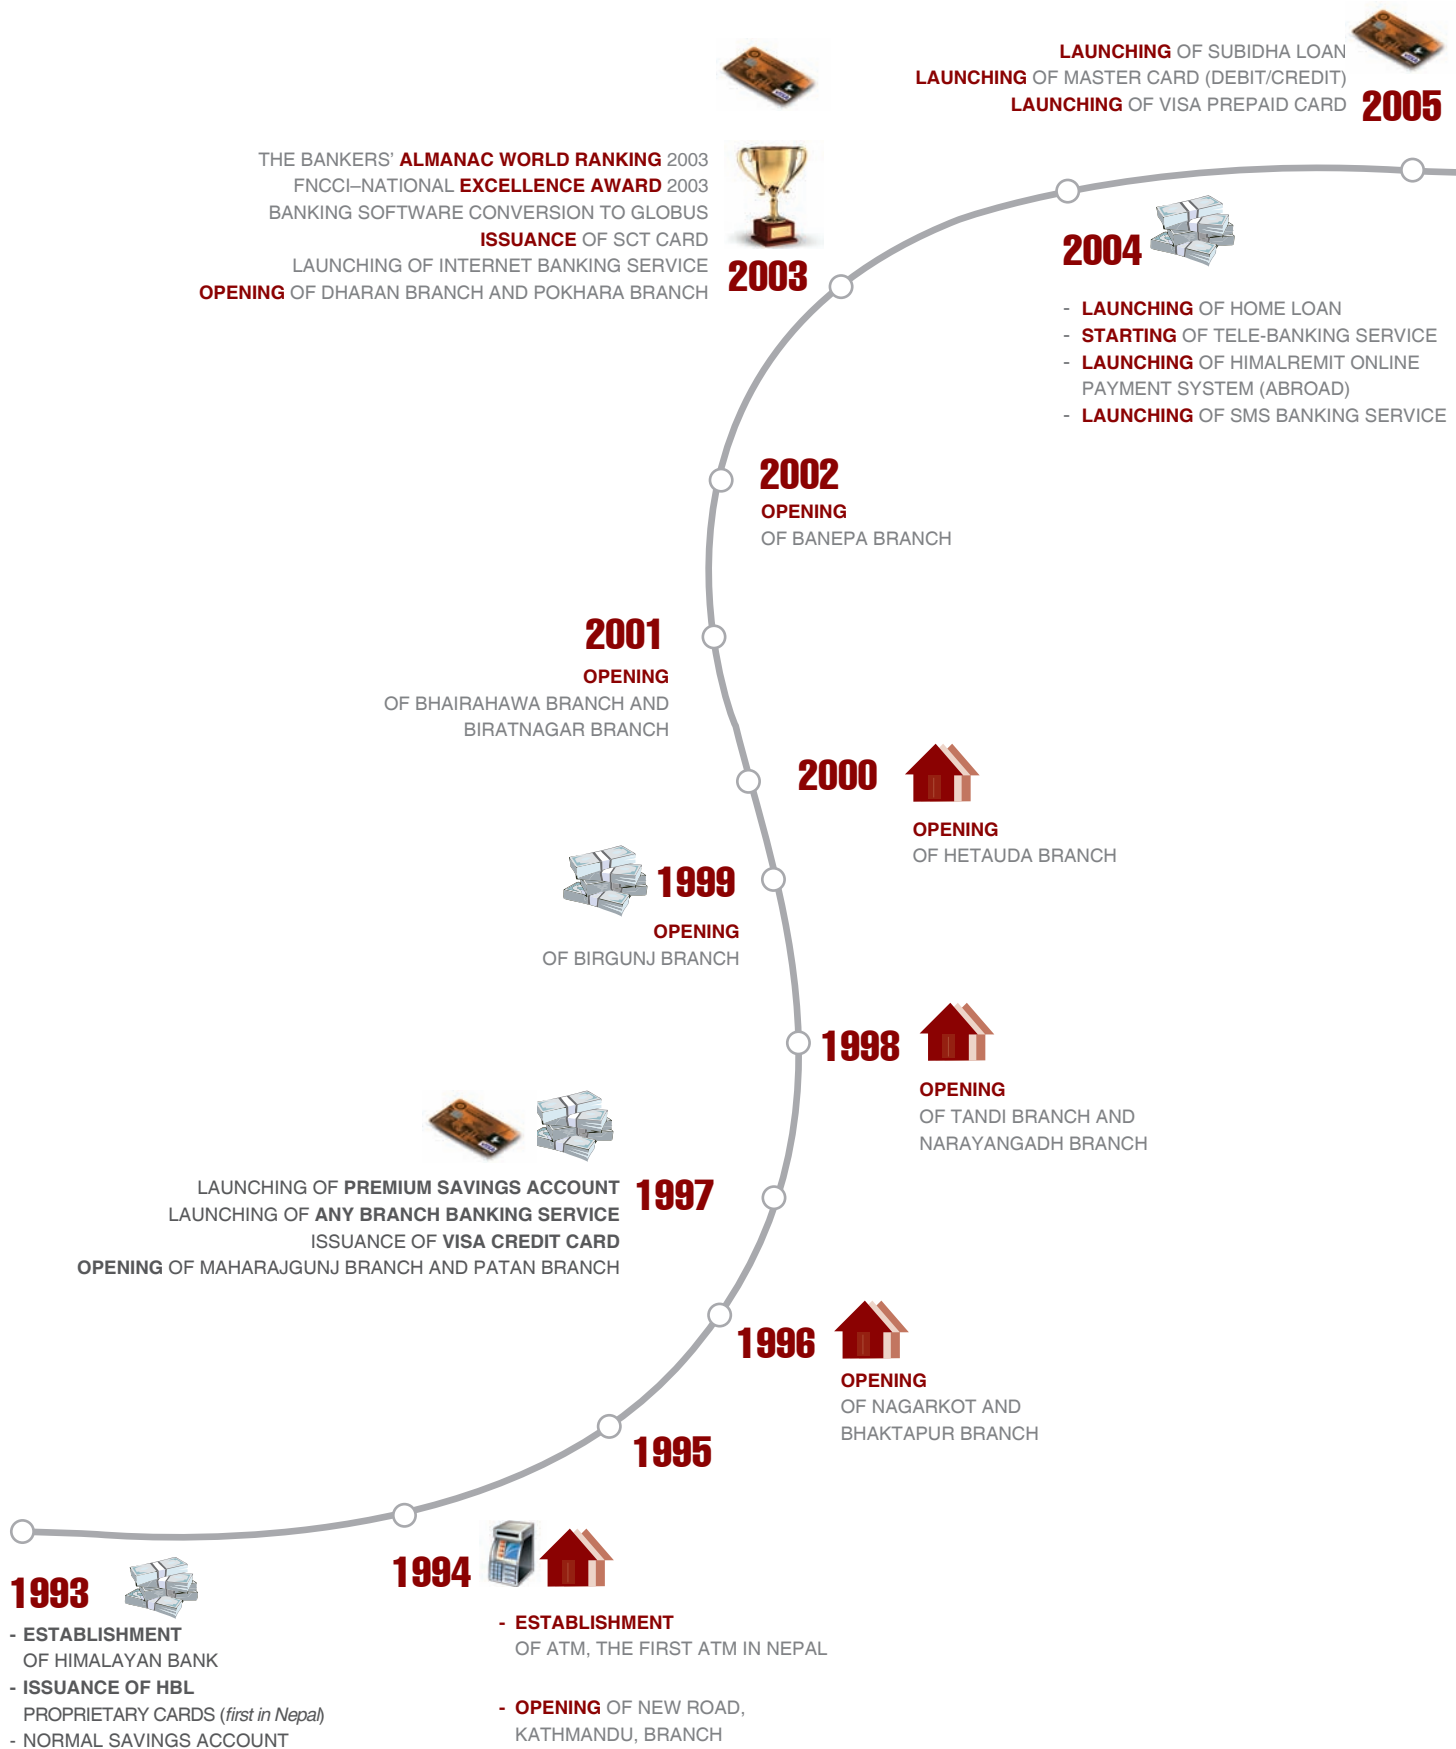 LAUNCHING OF SUBIDHA LOAN
LAUNCHING OF MASTER CARD (DEBIT/CREDIT)
LAUNCHING OF VISA PREPAID CARD
2005
THE BANKERS' ALMANAC WORLD RANKING 2003
FNCCI–NATIONAL EXCELLENCE AWARD 2003
BANKING SOFTWARE CONVERSION TO GLOBUS
ISSUANCE OF SCT CARD
LAUNCHING OF INTERNET BANKING SERVICE
OPENING OF DHARAN BRANCH AND POKHARA BRANCH
2003
2004
- LAUNCHING OF HOME LOAN
- STARTING OF TELE-BANKING SERVICE
- LAUNCHING OF HIMALREMIT ONLINE
PAYMENT SYSTEM (ABROAD)
- LAUNCHING OF SMS BANKING SERVICE
2002
OPENING
OF BANEPA BRANCH
2001
OPENING
OF BHAIRAHAWA BRANCH AND
BIRATNAGAR BRANCH
2000
OPENING
OF HETAUDA BRANCH
1999
OPENING
OF BIRGUNJ BRANCH
1998
OPENING
OF TANDI BRANCH AND
NARAYANGADH BRANCH
LAUNCHING OF PREMIUM SAVINGS ACCOUNT
LAUNCHING OF ANY BRANCH BANKING SERVICE
ISSUANCE OF VISA CREDIT CARD
OPENING OF MAHARAJGUNJ BRANCH AND PATAN BRANCH
1997
1996
OPENING
OF NAGARKOT AND
BHAKTAPUR BRANCH
1995
1994
- ESTABLISHMENT
OF ATM, THE FIRST ATM IN NEPAL
- OPENING OF NEW ROAD,
KATHMANDU, BRANCH
1993
- ESTABLISHMENT
OF HIMALAYAN BANK
- ISSUANCE OF HBL
PROPRIETARY CARDS (first in Nepal)
- NORMAL SAVINGS ACCOUNT